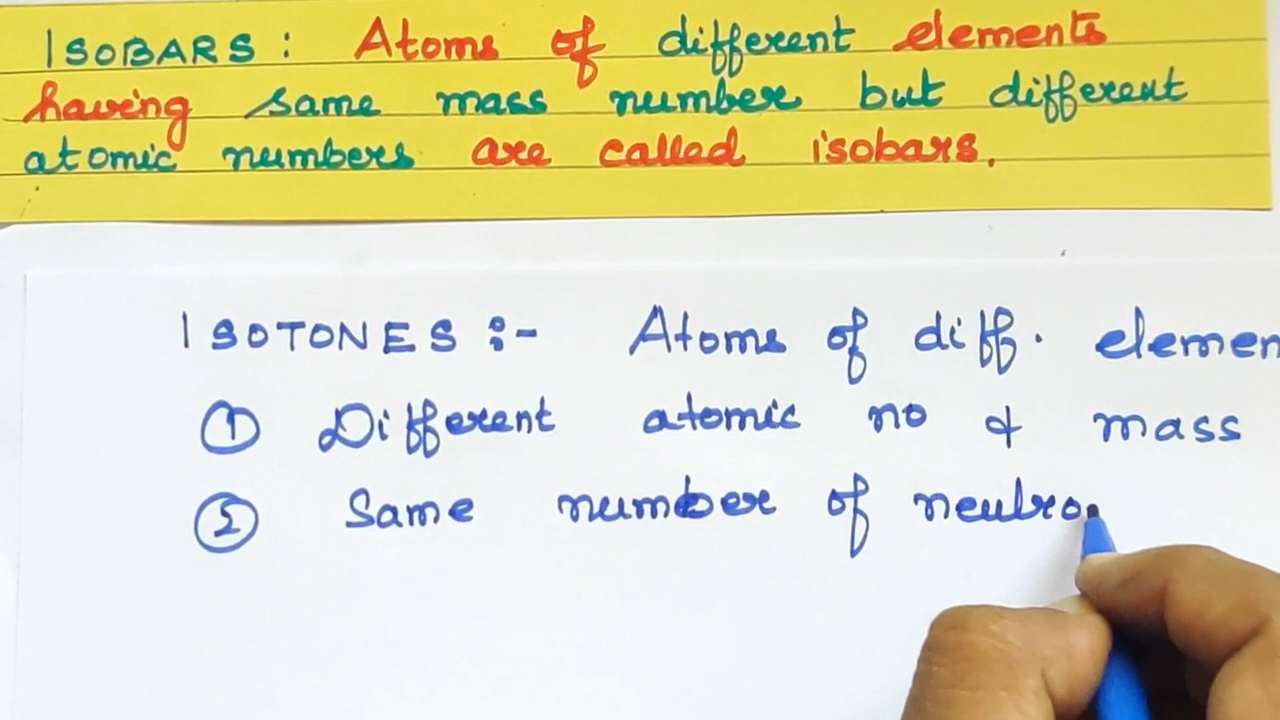 ISOBARS: Atoms of different elements
having same mass number but different
atomic numbers are called isobars.
ISOTONES :- Atoms of diff. elemen
① Different atomic no & mass
② Same number of neutro